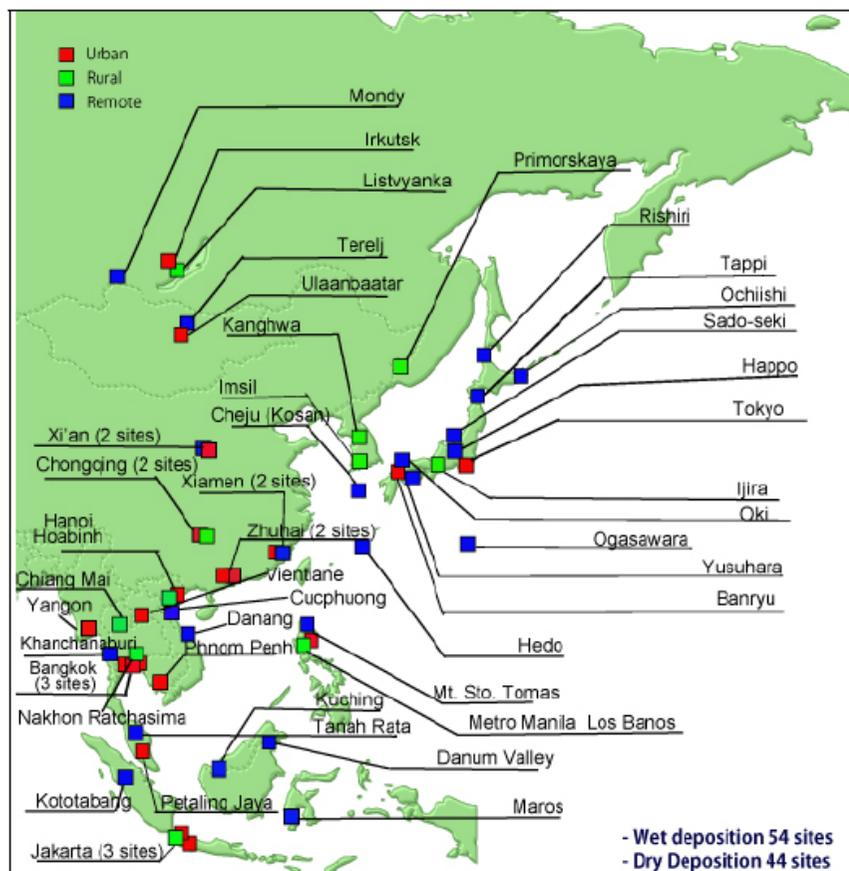 Urban
Rural
Remote
Mondy
Irkutsk
Listvyanka
Primorskaya
Rishiri
Terelj
Tappi
Ulaanbaatar
Ochiishi
Kanghwa
Sado-seki
Happo
Imsil
Cheju (Kosan)
Tokyo
Xi'an (2 sites)
Chongqing (2 sites)
Xiamen (2 sites)
Ijira
Oki
Hanoi
Hoabinh
Zhuhai (2 sites)
Ogasawara
Vientiane
Yusuhara
Chiang Mai
Cucphuong
Banryu
Yangon
Danang
Khanchanaburi
Phnom Penh
Hedo
Bangkok
(3 sites)
Mt. Sto. Tomas
Nakhon Ratchasima
Kuching
Metro Manila Los Banos
Tanah Rata
Danum Valley
Kototabang
Petaling Jaya
Maros
Jakarta (3 sites)
- Wet deposition 54 sites
- Dry Deposition 44 sites